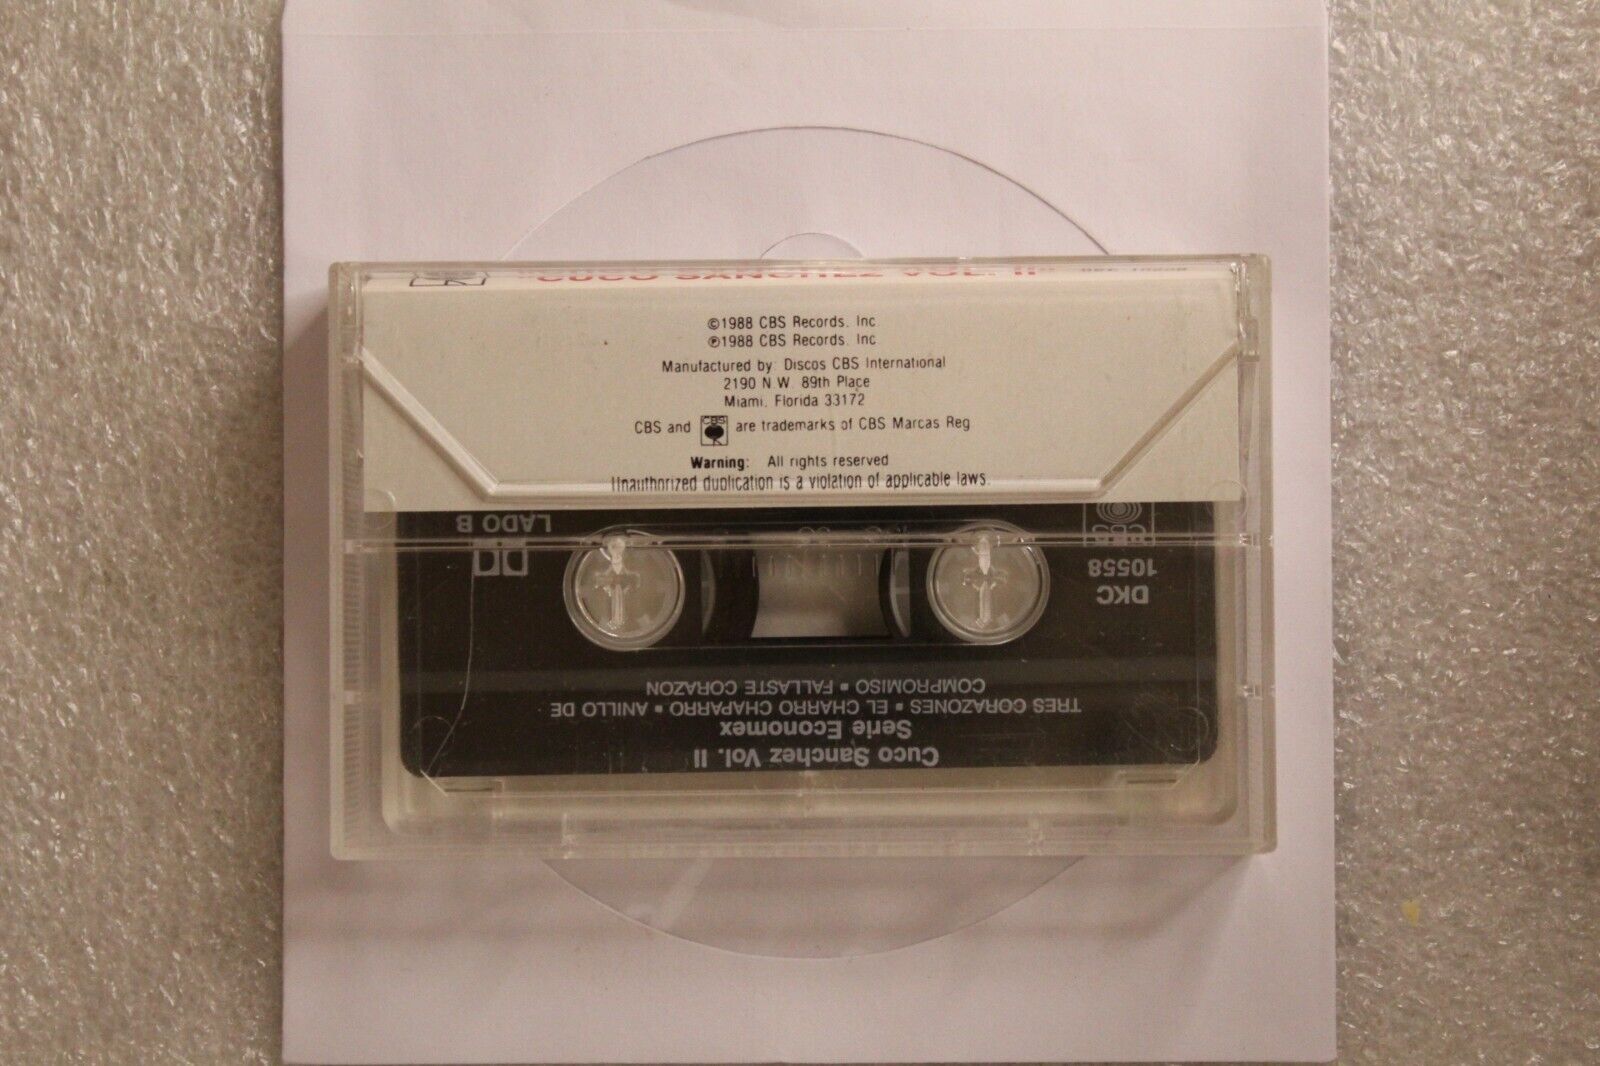 CUCO SANCHEZ VOL. II
©1988 CBS Records. Inc.
℗1988 CBS Records. Inc
Manufactured by: Discos CBS International
2190 N.W. 89th Place
Miami, Florida 33172
CBS and CBS are trademarks of CBS Marcas Reg
Warning: All rights reserved
Unauthorized duplication is a violation of applicable laws.
Cuco Sanchez Vol. II
Serie Economex
TRES CORAZONES ▪ EL CHARRO CHAPARRO ▪ ANILLO DE
COMPROMISO ▪ FALLASTE CORAZON
DKC
10558
CBS
LADO B